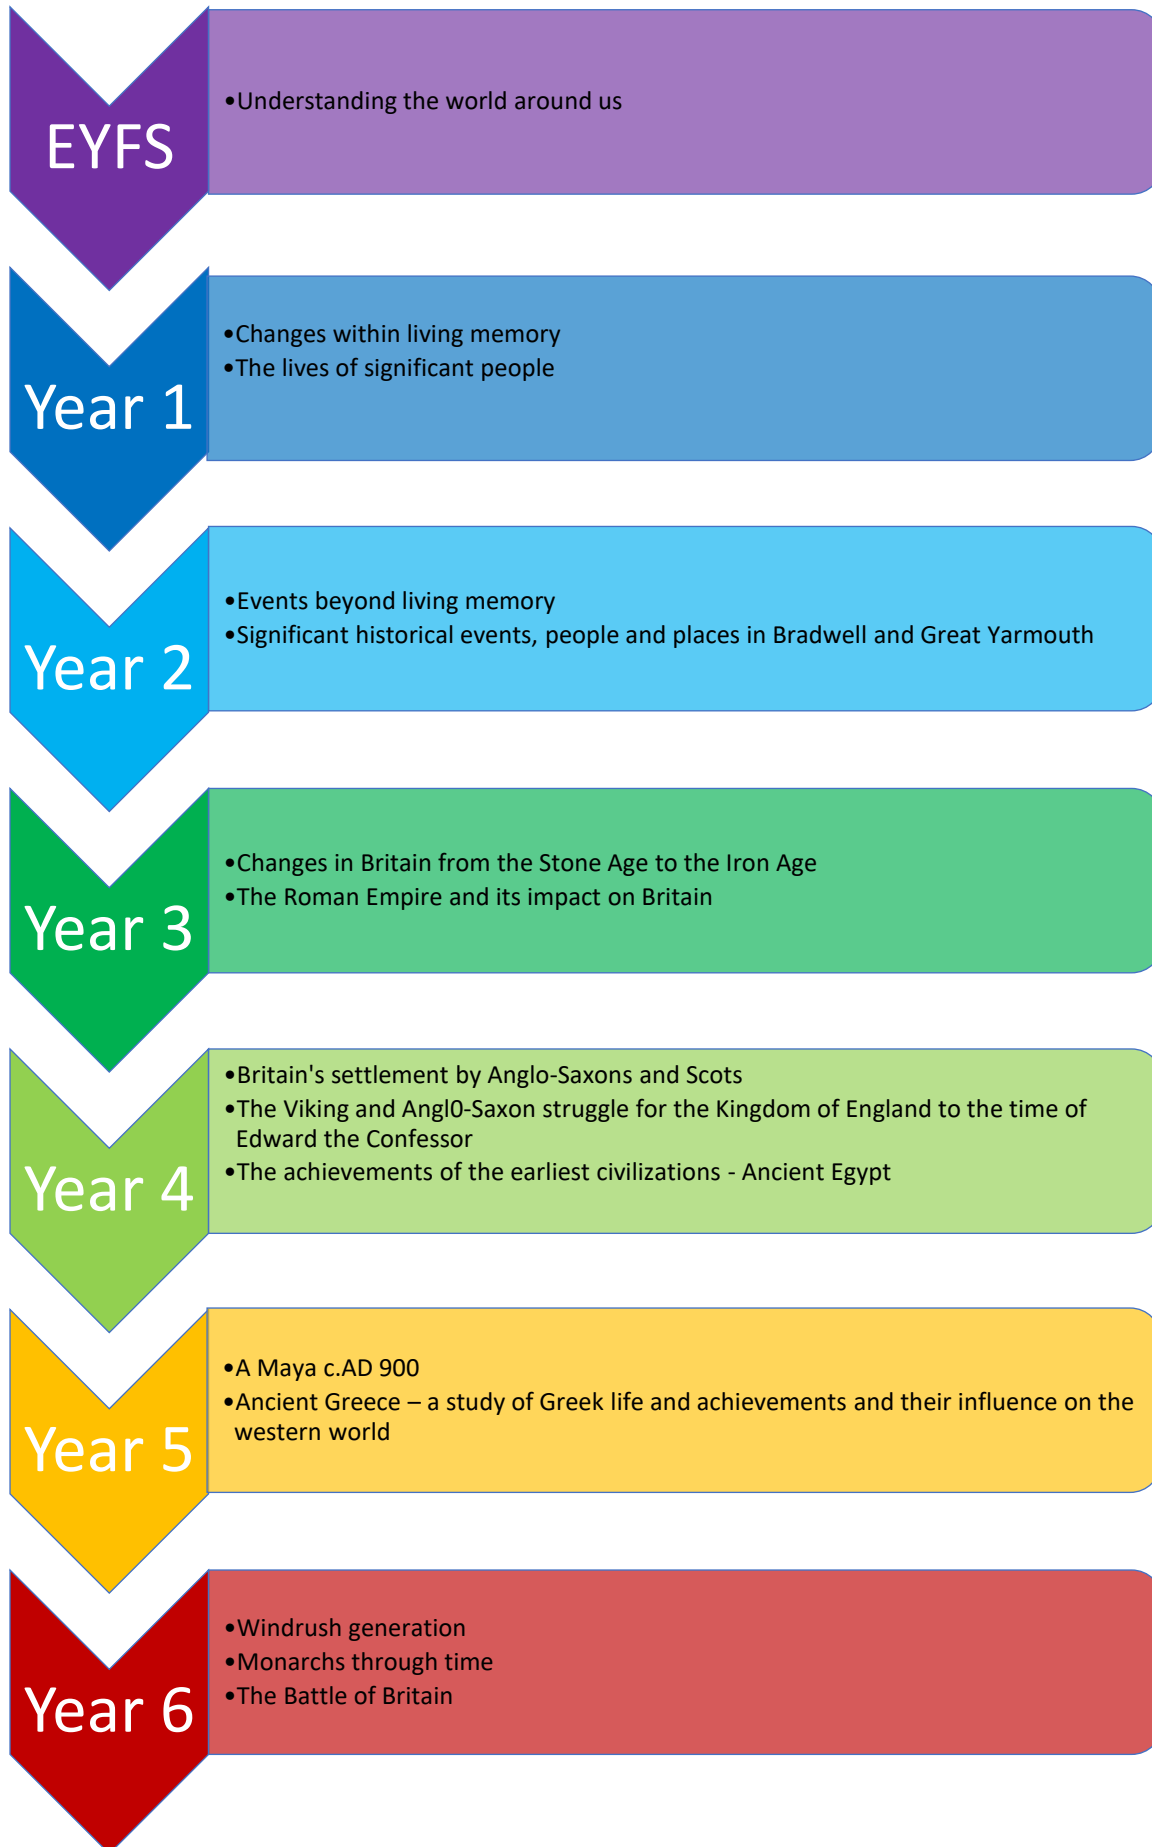 EYFS
•Understanding the world around us
Year 1
•Changes within living memory
•The lives of significant people
Year 2
•Events beyond living memory
•Significant historical events, people and places in Bradwell and Great Yarmouth
Year 3
•Changes in Britain from the Stone Age to the Iron Age
•The Roman Empire and its impact on Britain
Year 4
•Britain's settlement by Anglo-Saxons and Scots
•The Viking and Angl0-Saxon struggle for the Kingdom of England to the time of
Edward the Confessor
•The achievements of the earliest civilizations - Ancient Egypt
Year 5
•A Maya c.AD 900
•Ancient Greece – a study of Greek life and achievements and their influence on the
western world
Year 6
•Windrush generation
•Monarchs through time
•The Battle of Britain